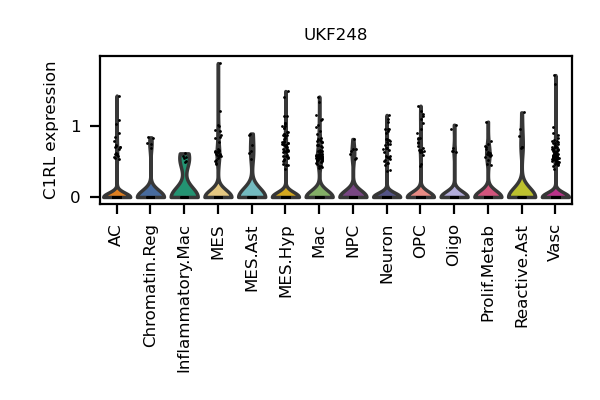 UKF248
C1RL expression
1
0
AC
Chromatin.Reg
Inflammatory.Mac
MES
MES.Ast
MES.Hyp
Mac
NPC
Neuron
OPC
Oligo
Prolif.Metab
Reactive.Ast
Vasc